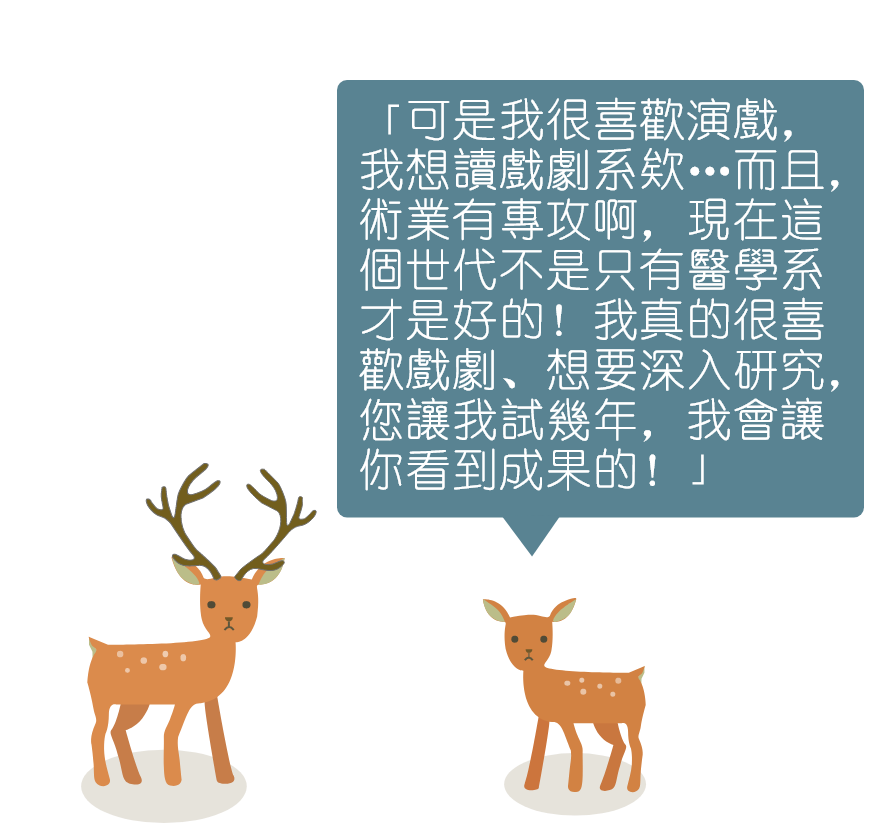 「可是我很喜歡演戲，
我想讀戲劇系欸…而且，
術業有專攻啊，現在這
個世代不是只有醫學系
才是好的！我真的很喜
歡戲劇、想要深入研究，
您讓我試幾年，我會讓
你看到成果的！」